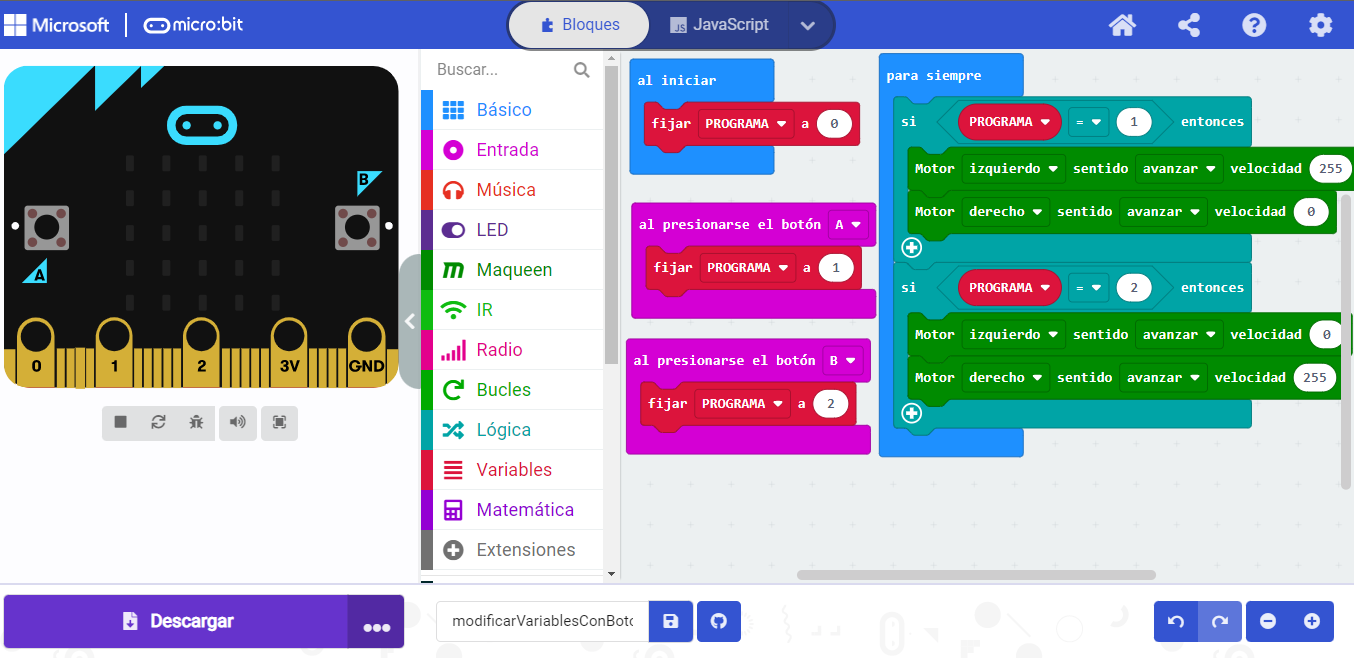 Microsoft micro:bit Bloques JS JavaScript
B
A
0 1 2 3V GND
Buscar...
Básico
Entrada
Música
LED
Maqueen
IR
Radio
Bucles
Lógica
Variables
Matemática
Extensiones
al iniciar
fijar PROGRAMA a 0
al presionarse el botón A
fijar PROGRAMA a 1
al presionarse el botón B
fijar PROGRAMA a 2
para siempre
si PROGRAMA = 1 entonces
Motor izquierdo sentido avanzar velocidad 255
Motor derecho sentido avanzar velocidad 0
si PROGRAMA = 2 entonces
Motor izquierdo sentido avanzar velocidad 0
Motor derecho sentido avanzar velocidad 255
Descargar
modificarVariablesConBoto